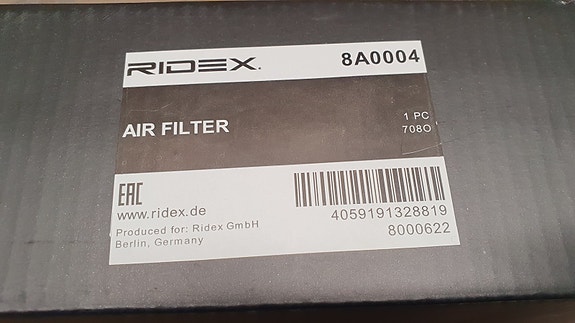 RIDEX. 8A0004
AIR FILTER
1 PC
708O
EAC
www.ridex.de
Produced for: Ridex GmbH
Berlin, Germany
4059191328819
8000622